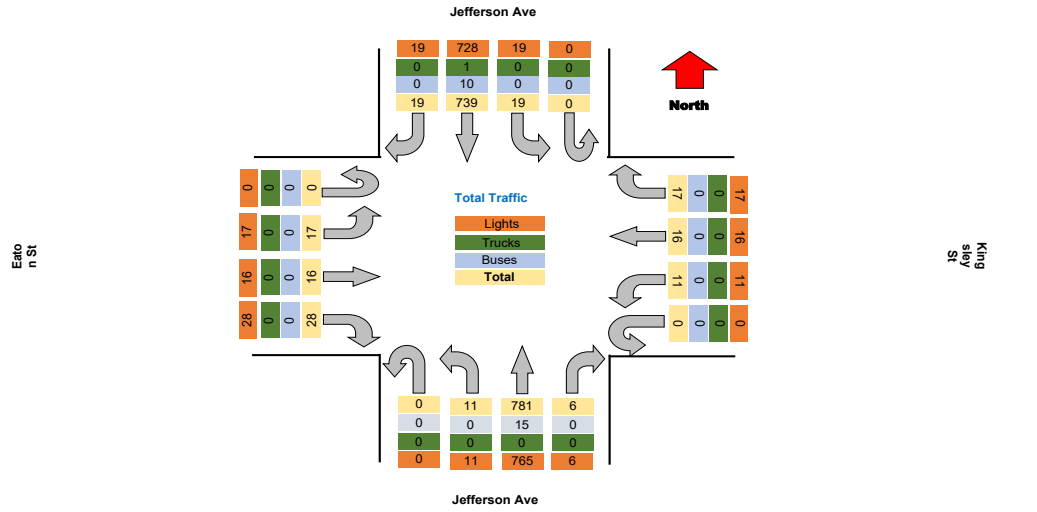 Jefferson Ave
19 728 19 0
0 1 0 0
0 10 0 0
19 739 19 0
North
0 0 0 0
17 0 0 17
16 0 0 16
28 0 0 28
Eato
n St
Total Traffic
Lights
Trucks
Buses
Total
17 0 0 17
16 0 0 16
11 0 0 11
0 0 0 0
King
sley
St
0 11 781 6
0 0 15 0
0 0 0 0
0 11 765 6
Jefferson Ave